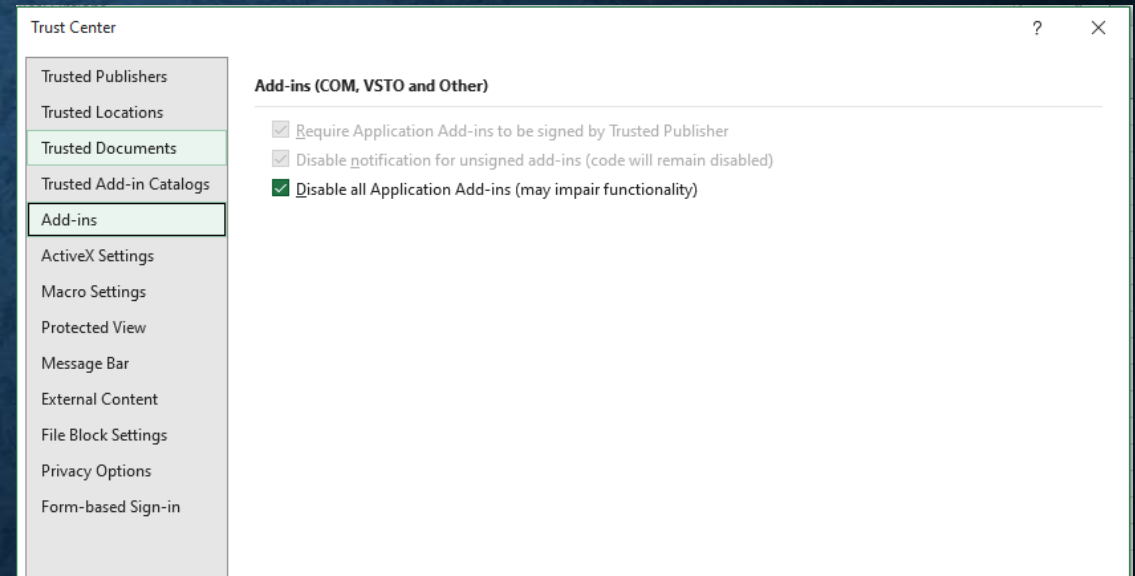 Trust Center
?
Trusted Publishers
Trusted Locations
Trusted Documents
Trusted Add-in Catalogs
Add-ins
ActiveX Settings
Macro Settings
Protected View
Message Bar
External Content
File Block Settings
Privacy Options
Form-based Sign-in
Add-ins (COM, VSTO and Other)
Require Application Add-ins to be signed by Trusted Publisher
Disable notification for unsigned add-ins (code will remain disabled)
Disable all Application Add-ins (may impair functionality)